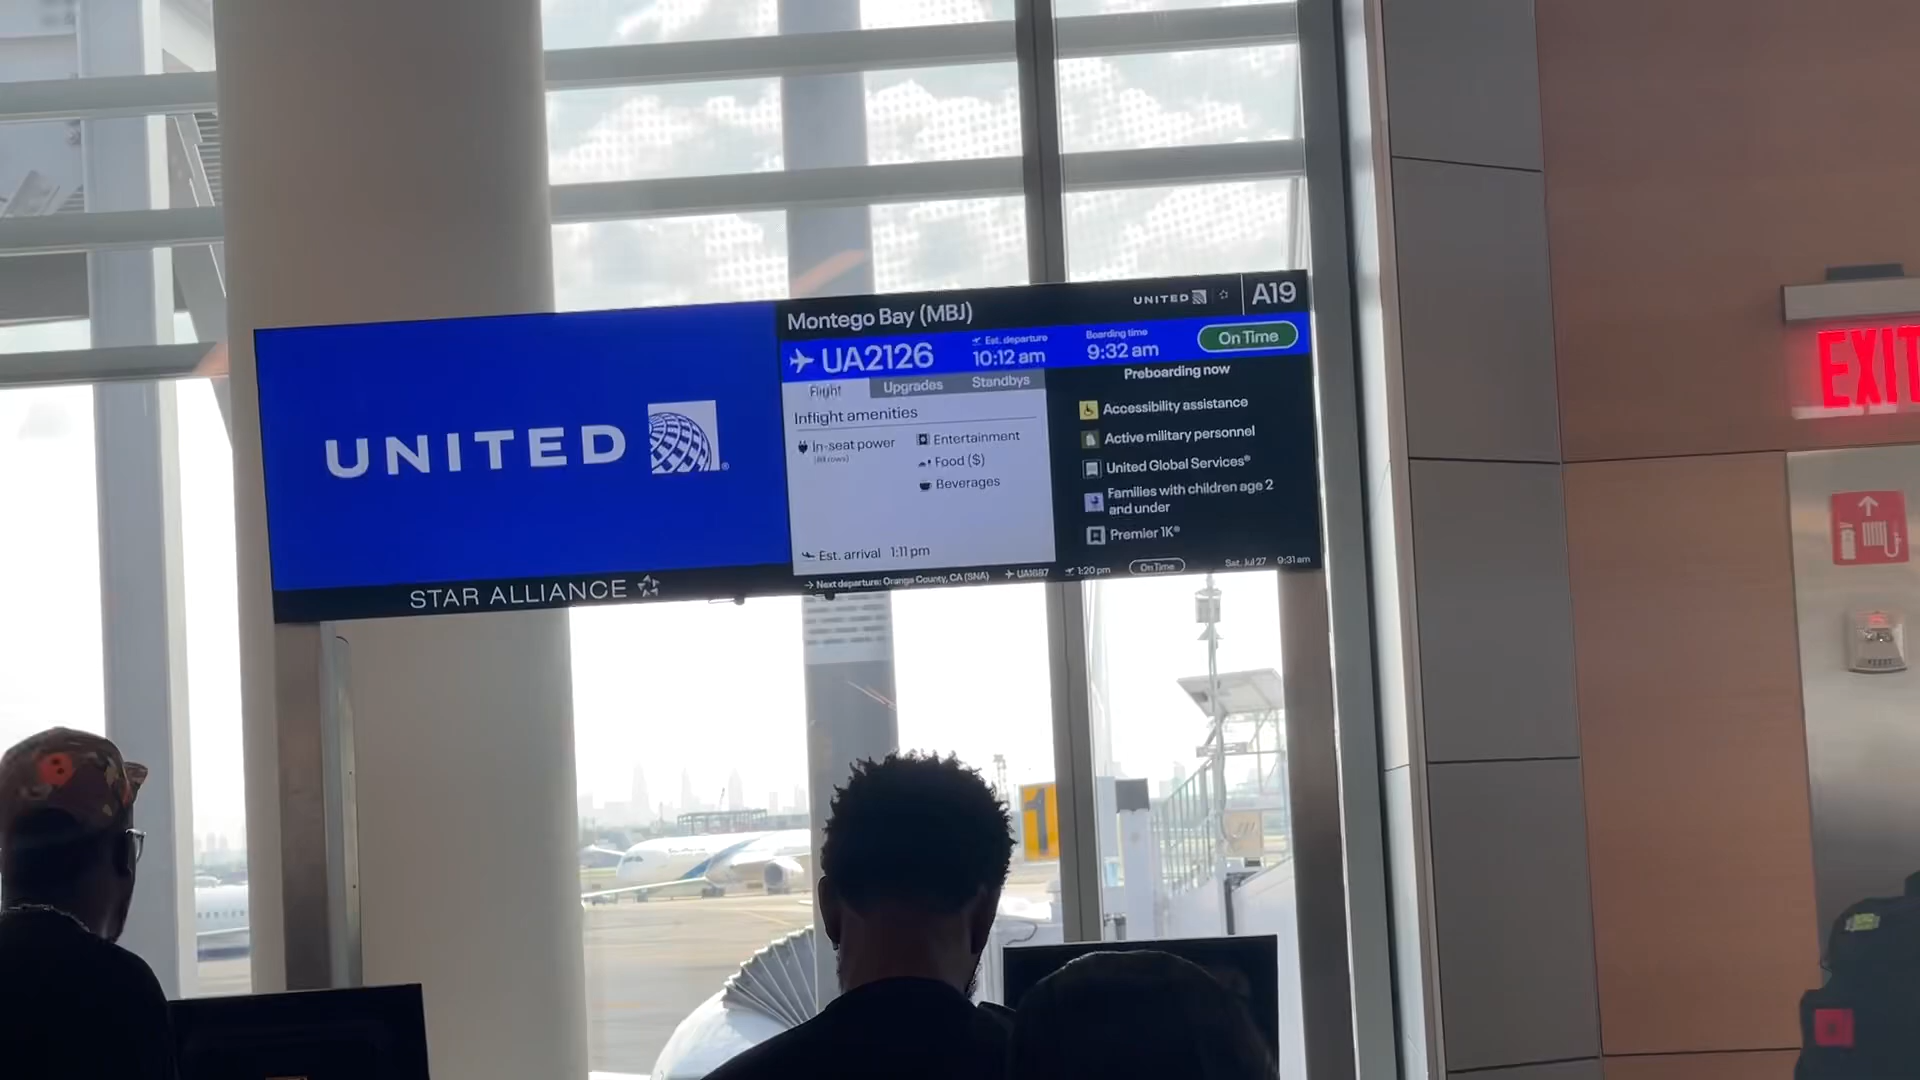 UNITED
STAR ALLIANCE
Montego Bay (MBJ)
UNITED
A19
UA2126
Est. departure
10:12 am
Boarding time
9:32 am
On Time
Flight
Upgrades
Standbys
Inflight amenities
In-seat power
Entertainment
Food ($)
Beverages
Est. arrival 1:11 pm
Preboarding now
Accessibility assistance
Active military personnel
United Global Services®
Families with children age 2
and under
Premier 1K®
Next departure: Orange County, CA (SNA)
UA1687
1:20 pm
On Time
Sat, Jul 27
9:31 am
EXIT
1